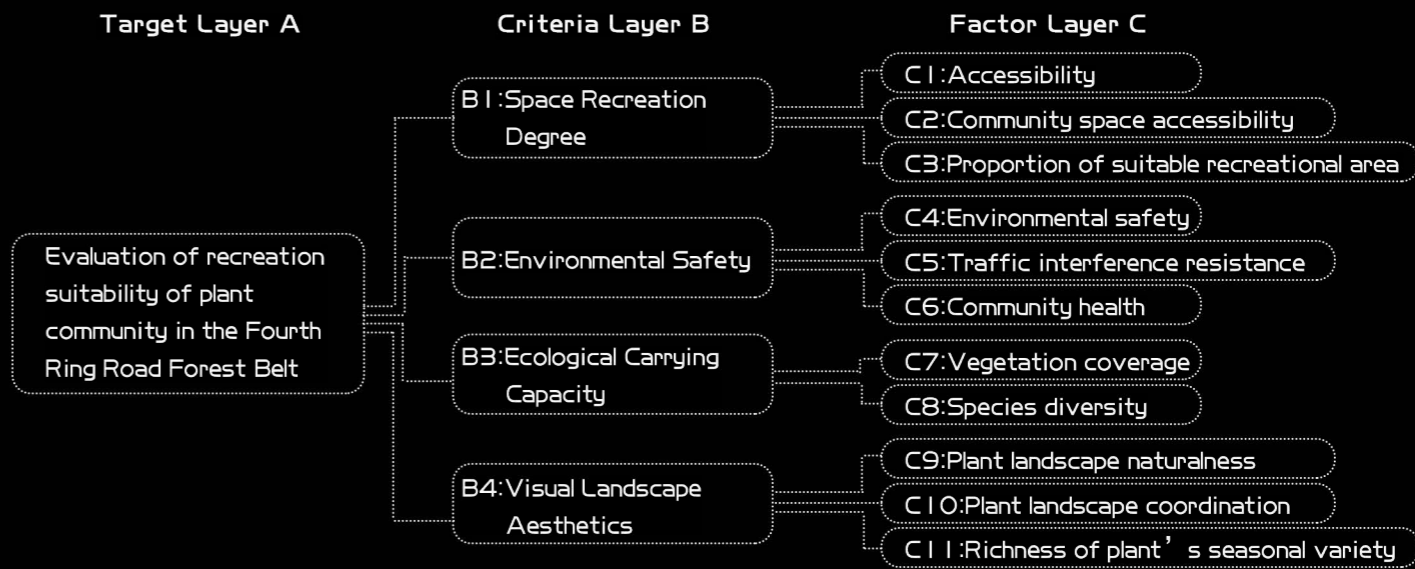 Target Layer A
Criteria Layer B
Factor Layer C
Evaluation of recreation
suitability of plant
community in the Fourth
Ring Road Forest Belt
B1:Space Recreation
Degree
B2:Environmental Safety
B3:Ecological Carrying
Capacity
B4:Visual Landscape
Aesthetics
C1:Accessibility
C2:Community space accessibility
C3:Proportion of suitable recreational area
C4:Environmental safety
C5:Traffic interference resistance
C6:Community health
C7:Vegetation coverage
C8:Species diversity
C9:Plant landscape naturalness
C10:Plant landscape coordination
C11:Richness of plant’s seasonal variety